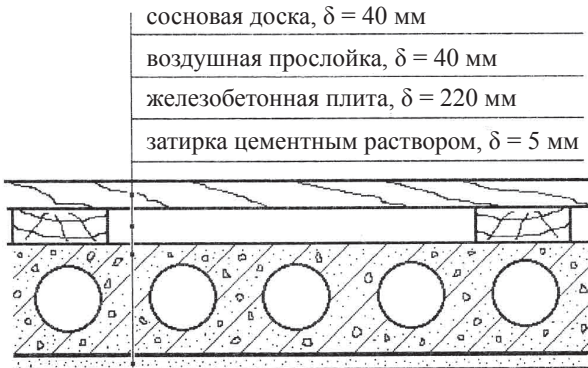 сосновая доска, δ = 40 мм
воздушная прослойка, δ = 40 мм
железобетонная плита, δ = 220 мм
затирка цементным раствором, δ = 5 мм